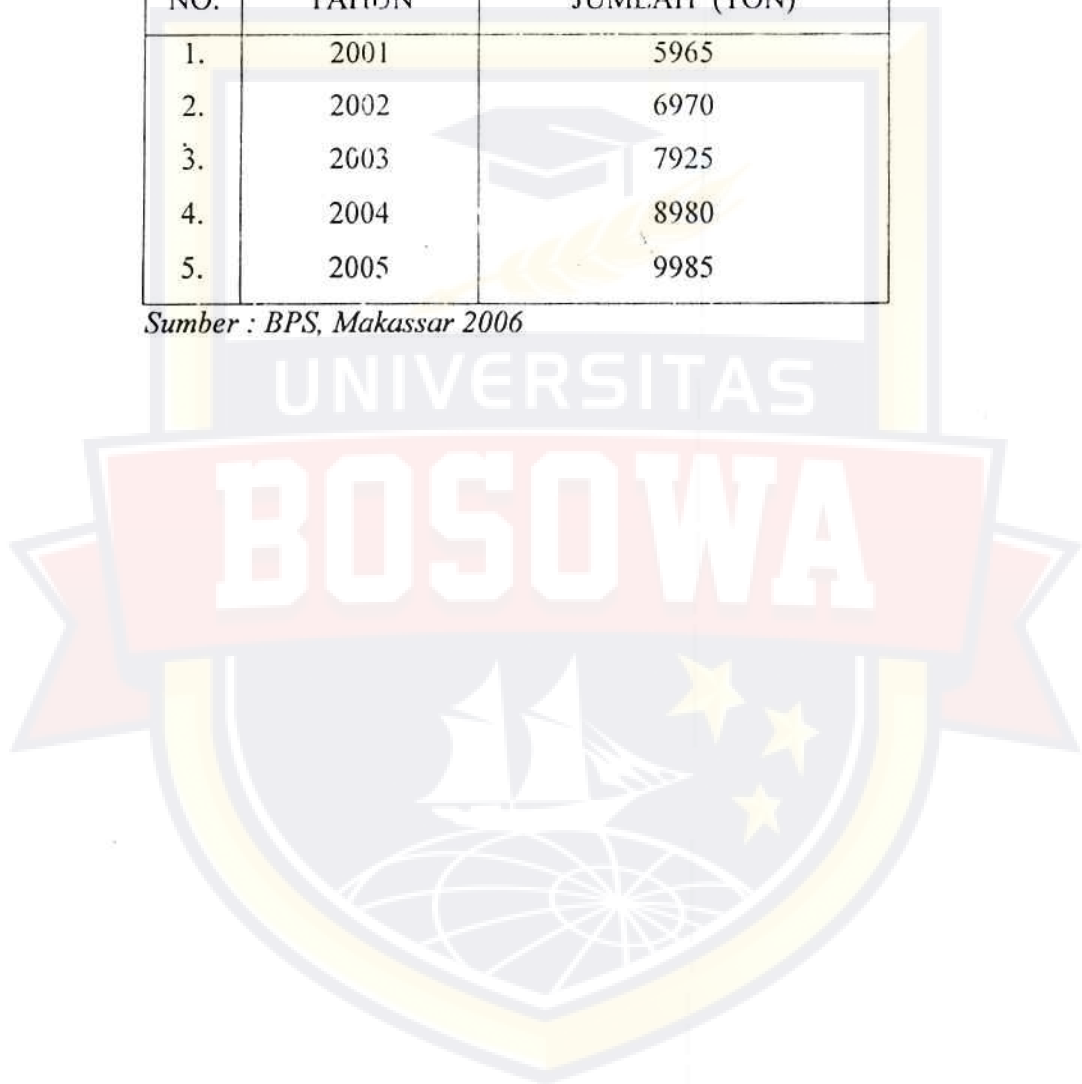 NO. TAHUN JUMLAH (TON)
1. 2001 5965
2. 2002 6970
3. 2003 7925
4. 2004 8980
5. 2005 9985
Sumber : BPS, Makassar 2006
UNIVERSITAS
BOSOWA